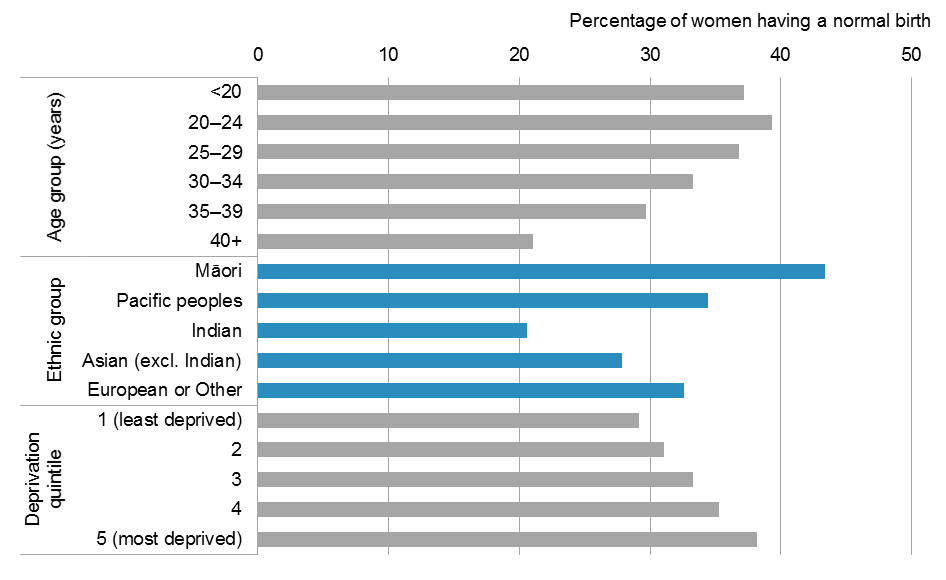 Percentage of women having a normal birth
0 10 20 30 40 50
Age group (years)
<20
20–24
25–29
30–34
35–39
40+
Ethnic group
Māori
Pacific peoples
Indian
Asian (excl. Indian)
European or Other
Deprivation
quintile
1 (least deprived)
2
3
4
5 (most deprived)